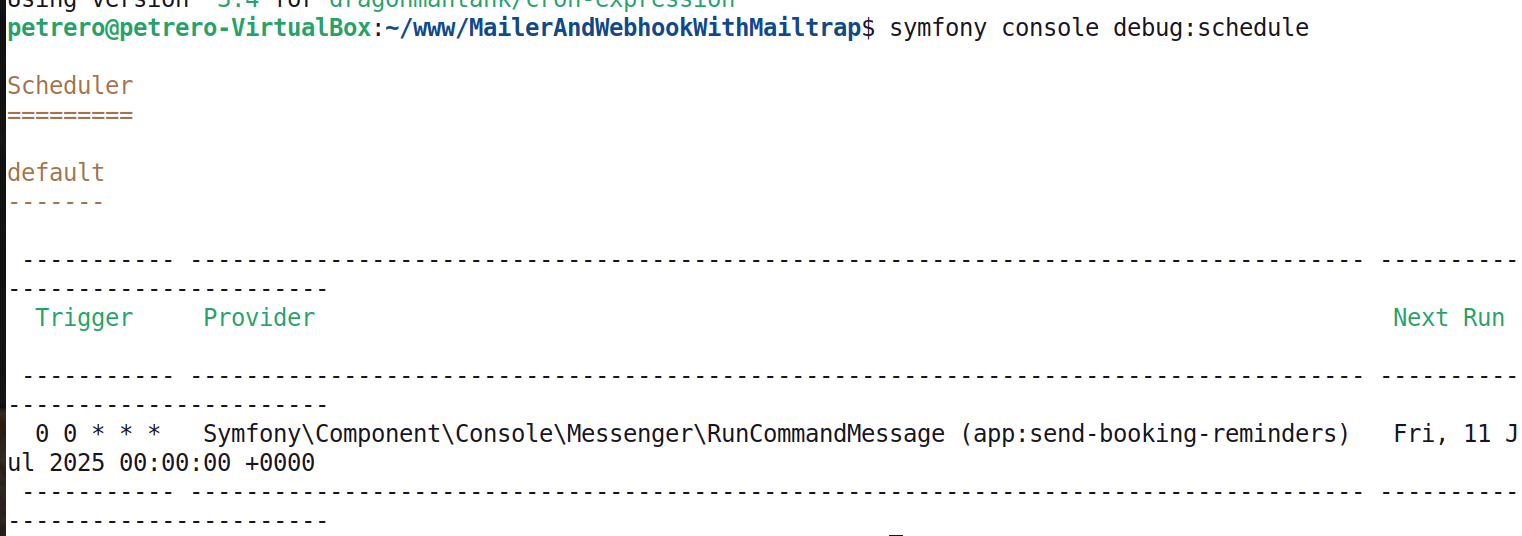 Using version ^3.4 for dragonmantank/cron-expression
petrero@petrero-VirtualBox:~/www/MailerAndWebhookWithMailtrap$ symfony console debug:schedule
Scheduler
=========
default
-------
 ----------- ------------------------------------------------------------------------------------ ----------
-----------------------
  Trigger     Provider                                                                             Next Run
 ----------- ------------------------------------------------------------------------------------ ----------
-----------------------
  0 0 * * *   Symfony\Component\Console\Messenger\RunCommandMessage (app:send-booking-reminders)   Fri, 11 J
ul 2025 00:00:00 +0000
 ----------- ------------------------------------------------------------------------------------ ----------
-----------------------